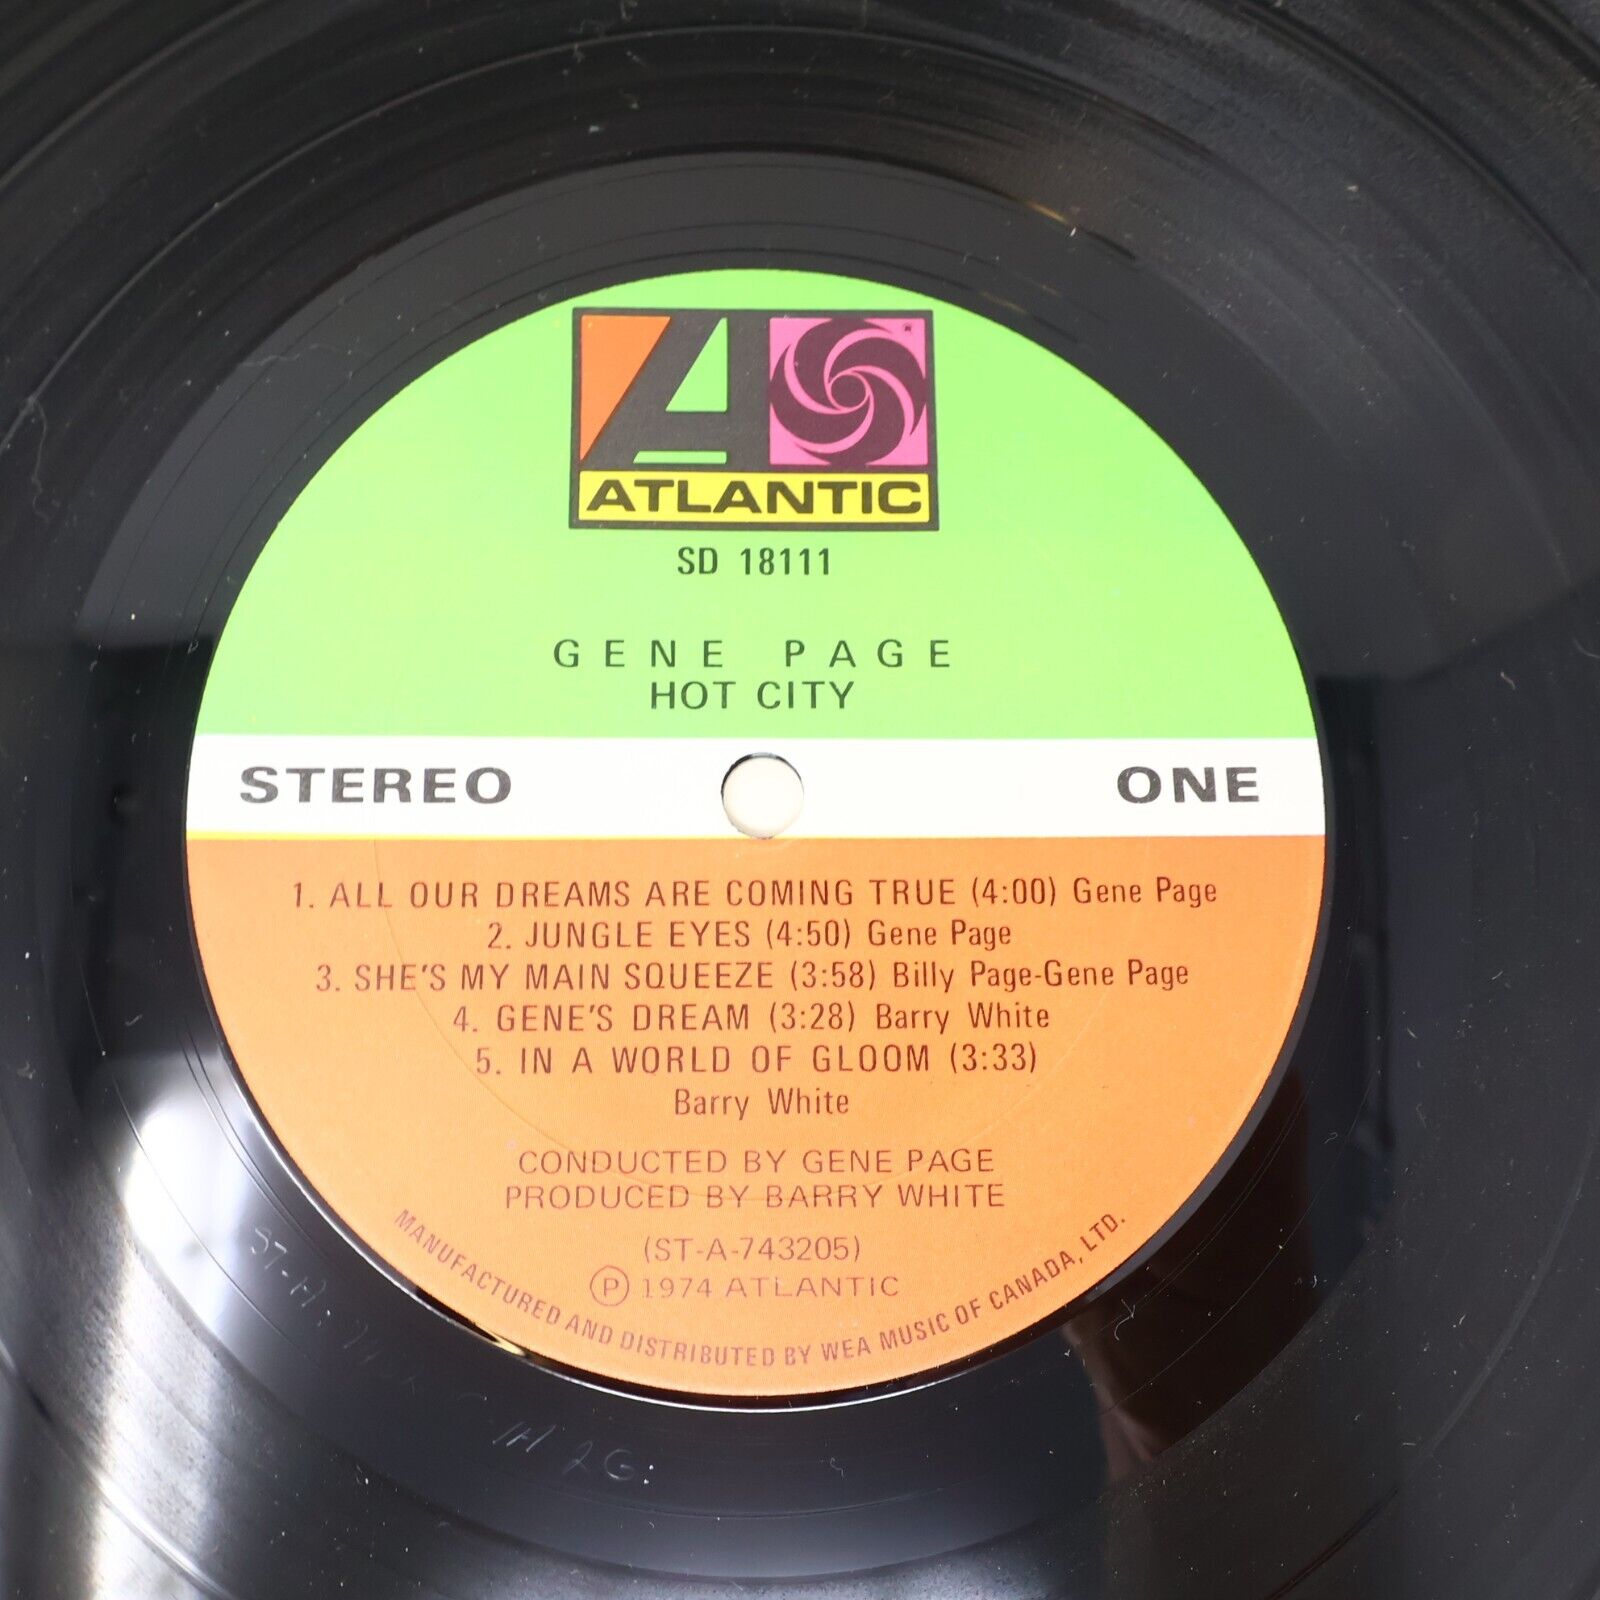 ATLANTIC
SD 18111
GENE PAGE
HOT CITY
STEREO
ONE
1. ALL OUR DREAMS ARE COMING TRUE (4:00) Gene Page
2. JUNGLE EYES (4:50) Gene Page
3. SHE'S MY MAIN SQUEEZE (3:58) Billy Page-Gene Page
4. GENE'S DREAM (3:28) Barry White
5. IN A WORLD OF GLOOM (3:33)
Barry White
CONDUCTED BY GENE PAGE
PRODUCED BY BARRY WHITE
(ST-A-743205)
Ⓟ 1974 ATLANTIC
MANUFACTURED AND DISTRIBUTED BY WEA MUSIC OF CANADA, LTD.